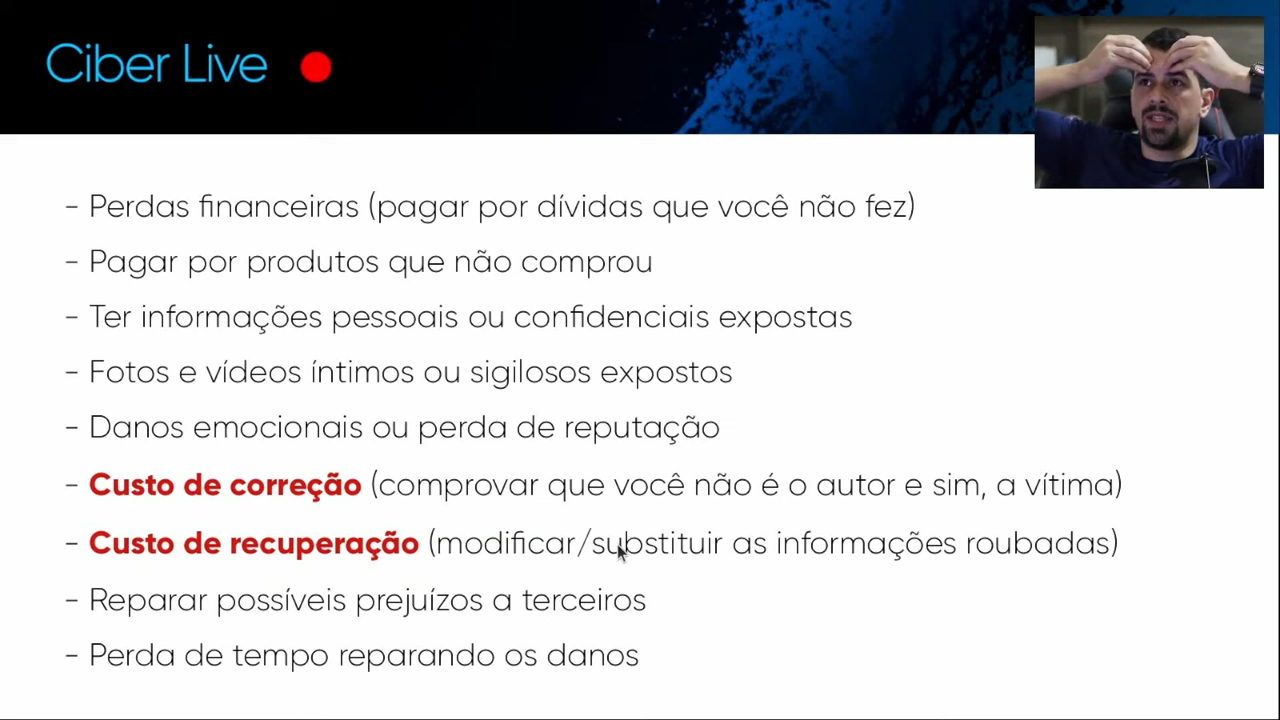 Ciber Live
- Perdas financeiras (pagar por dívidas que você não fez)
- Pagar por produtos que não comprou
- Ter informações pessoais ou confidenciais expostas
- Fotos e vídeos íntimos ou sigilosos expostos
- Danos emocionais ou perda de reputação
- Custo de correção (comprovar que você não é o autor e sim, a vítima)
- Custo de recuperação (modificar/substituir as informações roubadas)
- Reparar possíveis prejuízos a terceiros
- Perda de tempo reparando os danos